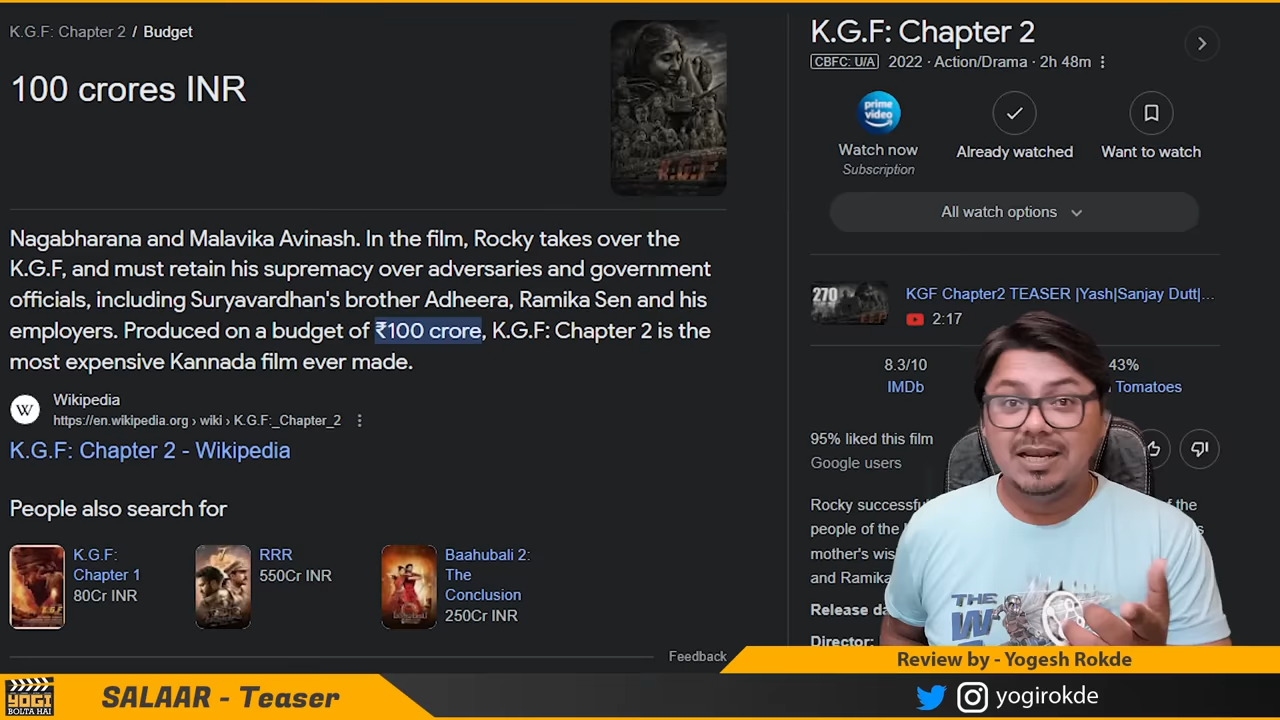 K.G.F: Chapter 2 / Budget
100 crores INR
K.G.F
Nagabharana and Malavika Avinash. In the film, Rocky takes over the
K.G.F, and must retain his supremacy over adversaries and government
officials, including Suryavardhan's brother Adheera, Ramika Sen and his
employers. Produced on a budget of ₹100 crore, K.G.F: Chapter 2 is the
most expensive Kannada film ever made.
W
Wikipedia
https://en.wikipedia.org › wiki › K.G.F:_Chapter_2
K.G.F: Chapter 2 - Wikipedia
People also search for
K.G.F:
Chapter 1
80Cr INR
RRR
550Cr INR
Baahubali 2:
The
Conclusion
250Cr INR
Feedback
K.G.F: Chapter 2
CBFC: U/A 2022 · Action/Drama · 2h 48m
prime
video
Watch now
Subscription
Already watched
Want to watch
All watch options
270
KGF Chapter2 TEASER |Yash|Sanjay Dutt|...
2:17
8.3/10
IMDb
43%
Tomatoes
95% liked this film
Google users
Rocky successfu
of the
people of the
mother's wis
and Ramika
Release da
Director:
THE
W
Review by - Yogesh Rokde
YOGI
BOLTA HAI
SALAAR - Teaser
yogirokde